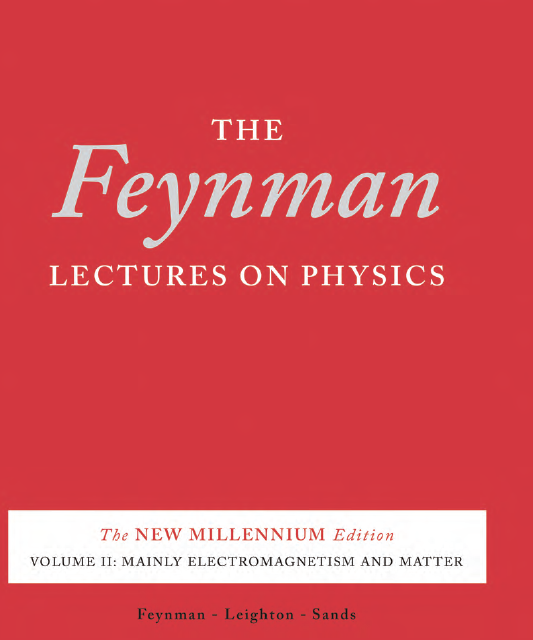 THE
Feynman
LECTURES ON PHYSICS
The NEW MILLENNIUM Edition
VOLUME II: MAINLY ELECTROMAGNETISM AND MATTER
Feynman - Leighton - Sands